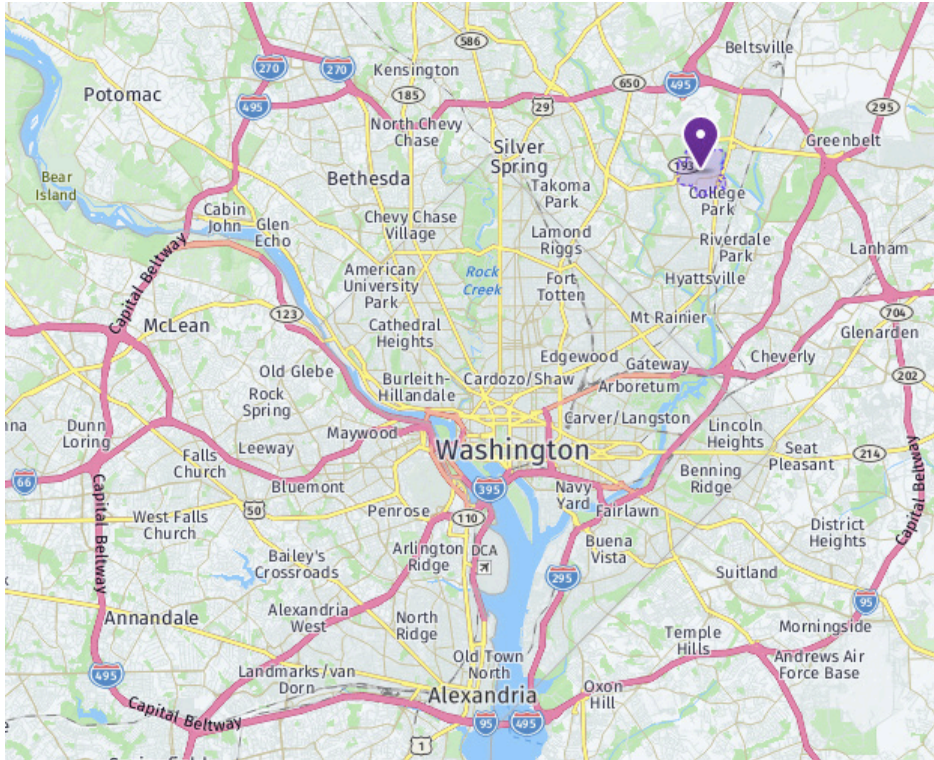 Beltsville
586
270
270
Kensington
650
495
Potomac
495
185
29
295
North Chevy
Chase
Greenbelt
Silver
Spring
193
Bear
Island
Bethesda
Takoma
Park
College
Park
Cabin
John
Glen
Echo
Chevy Chase
Village
Lamond
Riggs
Riverdale
Park
Lanham
Capital Beltway
American
University
Park
Rock
Creek
Fort
Totten
Hyattsville
123
McLean
Cathedral
Heights
Mt Rainier
704
Glenarden
Edgewood
Gateway
Cheverly
Old Glebe
Burleith-
Hillandale
Cardozo/Shaw
Arboretum
202
Rock
Spring
Carver/Langston
nna
Dunn
Loring
Maywood
Lincoln
Heights
Leeway
Washington
Seat
Pleasant
214
Falls
Church
66
Bluemont
395
Navy
Yard
Benning
Ridge
Capital Beltway
Capital Beltway
50
Penrose
110
Fairlawn
West Falls
Church
District
Heights
Bailey's
Crossroads
Arlington
Ridge
DCA
Buena
Vista
295
Suitland
Annandale
Alexandria
West
North
Ridge
95
Morningside
Temple
Hills
495
Landmarks/van
Dorn
Old Town
North
Andrews Air
Force Base
Alexandria
Oxon
Hill
Capital Beltway
95
495
1
e